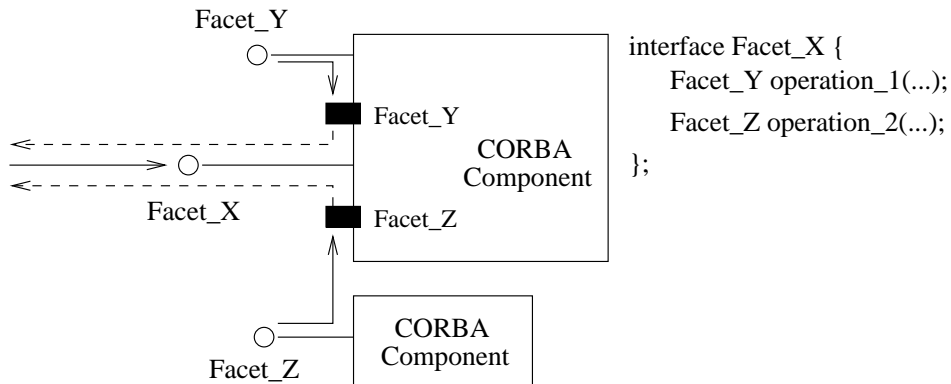 Facet_Y
interface Facet_X {
Facet_Y operation_1(...);
Facet_Y
Facet_Z operation_2(...);
CORBA
Component
};
Facet_X
Facet_Z
CORBA
Component
Facet_Z